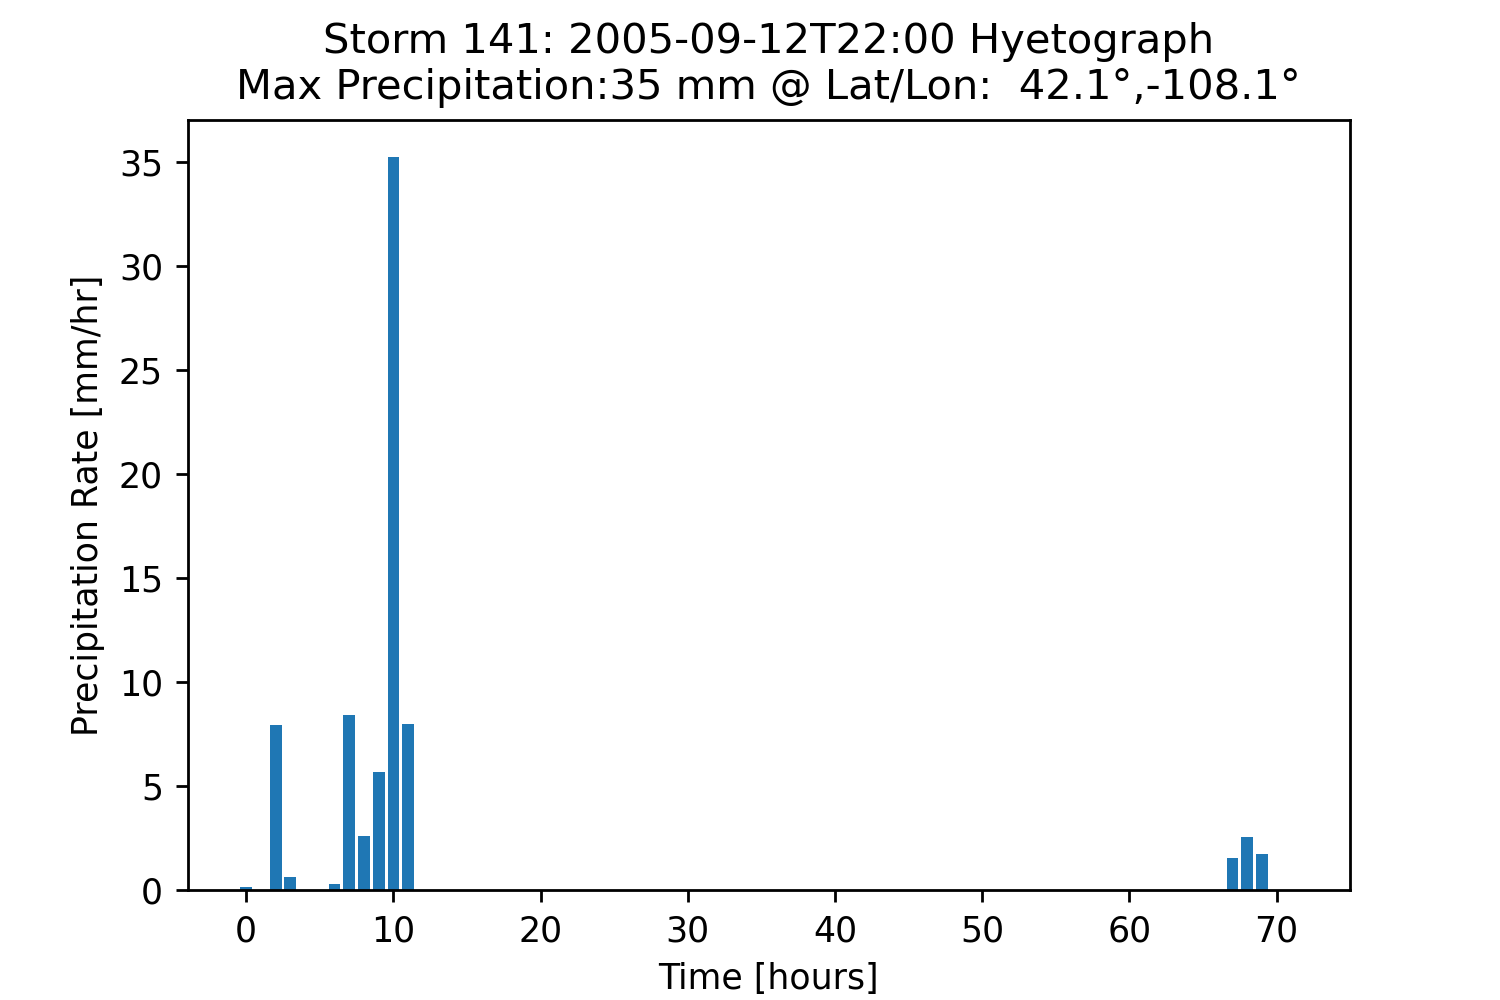 Storm 141: 2005-09-12T22:00 Hyetograph
Max Precipitation:35 mm @ Lat/Lon:  42.1°,-108.1°
Precipitation Rate [mm/hr]
35
30
25
20
15
10
5
0
0 10 20 30 40 50 60 70
Time [hours]